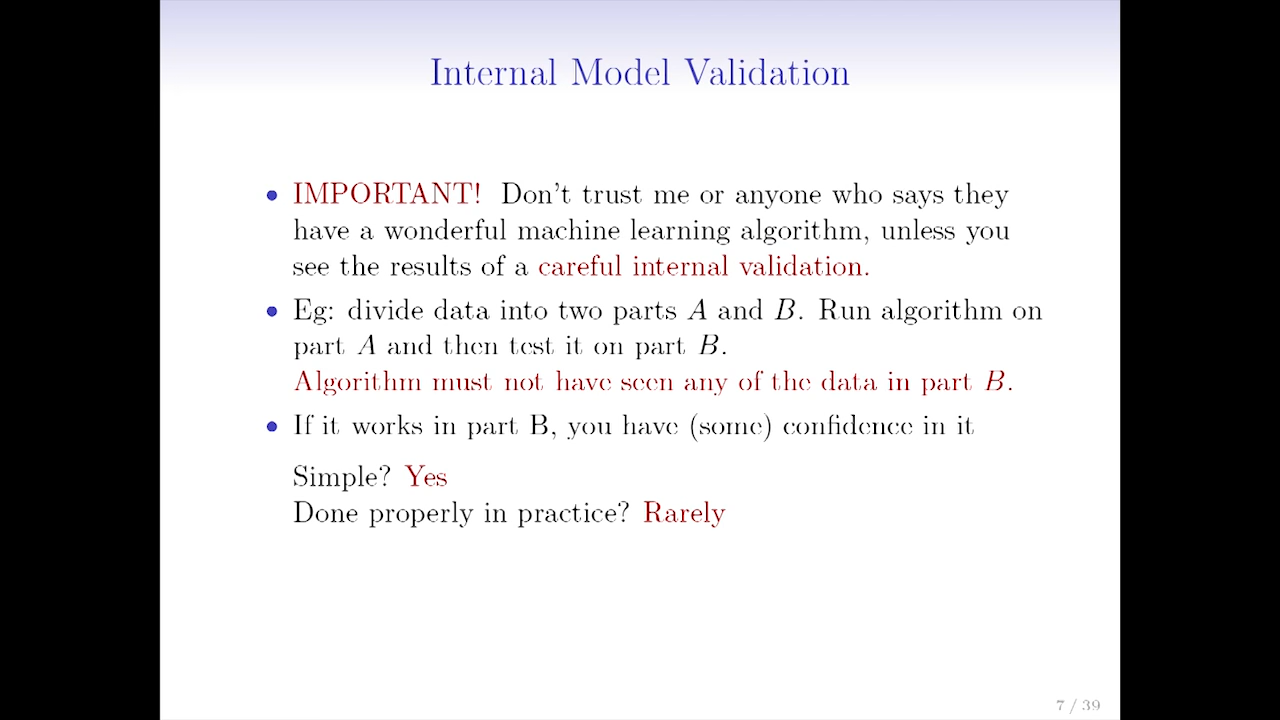 Internal Model Validation
• IMPORTANT! Don't trust me or anyone who says they
have a wonderful machine learning algorithm, unless you
see the results of a careful internal validation.
• Eg: divide data into two parts A and B. Run algorithm on
part A and then test it on part B.
Algorithm must not have seen any of the data in part B.
• If it works in part B, you have (some) confidence in it
Simple? Yes
Done properly in practice? Rarely
7 / 39